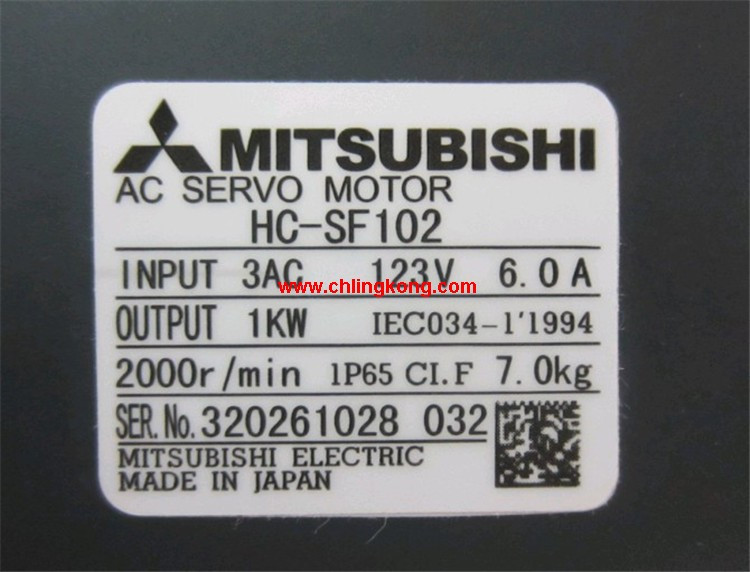 MITSUBISHI
AC SERVO MOTOR
HC-SF102
INPUT 3AC 123V 6.0A
www.chlingkong.com
OUTPUT 1KW IEC034-1'1994
2000r/min 1P65 CI.F 7.0kg
SER.No.320261028 032
MITSUBISHI ELECTRIC
MADE IN JAPAN